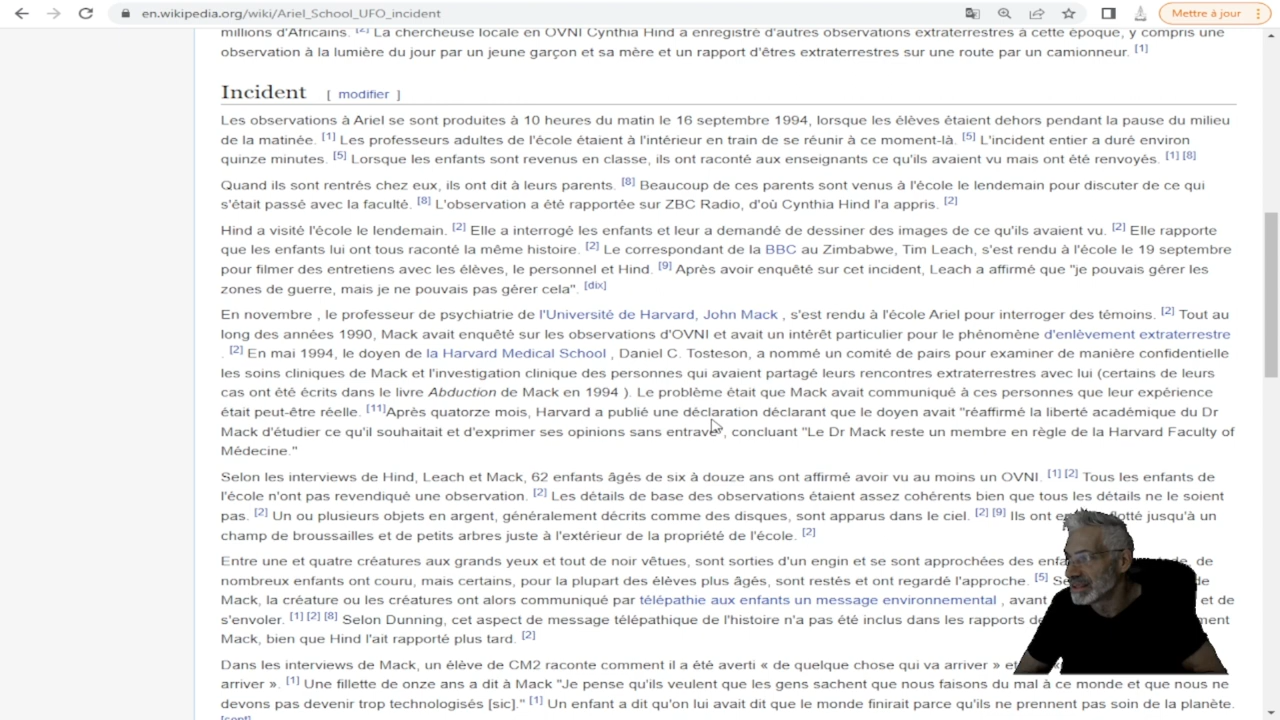 en.wikipedia.org/wiki/Ariel_School_UFO_incident
Mettre à jour
millions d'Africains. [2] La chercheuse locale en OVNI Cynthia Hind a enregistré d'autres observations extraterrestres à cette époque, y compris une
observation à la lumière du jour par un jeune garçon et sa mère et un rapport d'êtres extraterrestres sur une route par un camionneur. [1]
Incident [ modifier ]
Les observations à Ariel se sont produites à 10 heures du matin le 16 septembre 1994, lorsque les élèves étaient dehors pendant la pause du milieu
de la matinée. [1] Les professeurs adultes de l'école étaient à l'intérieur en train de se réunir à ce moment-là. [5] L'incident entier a duré environ
quinze minutes. [5] Lorsque les enfants sont revenus en classe, ils ont raconté aux enseignants ce qu'ils avaient vu mais ont été renvoyés. [1] [8]
Quand ils sont rentrés chez eux, ils ont dit à leurs parents. [8] Beaucoup de ces parents sont venus à l'école le lendemain pour discuter de ce qui
s'était passé avec la faculté. [8] L'observation a été rapportée sur ZBC Radio, d'où Cynthia Hind l'a appris. [2]
Hind a visité l'école le lendemain. [2] Elle a interrogé les enfants et leur a demandé de dessiner des images de ce qu'ils avaient vu. [2] Elle rapporte
que les enfants lui ont tous raconté la même histoire. [2] Le correspondant de la BBC au Zimbabwe, Tim Leach, s'est rendu à l'école le 19 septembre
pour filmer des entretiens avec les élèves, le personnel et Hind. [9] Après avoir enquêté sur cet incident, Leach a affirmé que "je pouvais gérer les
zones de guerre, mais je ne pouvais pas gérer cela". [dix]
En novembre , le professeur de psychiatrie de l'Université de Harvard, John Mack , s'est rendu à l'école Ariel pour interroger des témoins. [2] Tout au
long des années 1990, Mack avait enquêté sur les observations d'OVNI et avait un intérêt particulier pour le phénomène d'enlèvement extraterrestre
. [2] En mai 1994, le doyen de la Harvard Medical School , Daniel C. Tosteson, a nommé un comité de pairs pour examiner de manière confidentielle
les soins cliniques de Mack et l'investigation clinique des personnes qui avaient partagé leurs rencontres extraterrestres avec lui (certains de leurs
cas ont été écrits dans le livre Abduction de Mack en 1994 ). Le problème était que Mack avait communiqué à ces personnes que leur expérience
était peut-être réelle. [11]Après quatorze mois, Harvard a publié une déclaration déclarant que le doyen avait "réaffirmé la liberté académique du Dr
Mack d'étudier ce qu'il souhaitait et d'exprimer ses opinions sans entrave", concluant "Le Dr Mack reste un membre en règle de la Harvard Faculty of
Médecine."
Selon les interviews de Hind, Leach et Mack, 62 enfants âgés de six à douze ans ont affirmé avoir vu au moins un OVNI. [1] [2] Tous les enfants de
l'école n'ont pas revendiqué une observation. [2] Les détails de base des observations étaient assez cohérents bien que tous les détails ne le soient
pas. [2] Un ou plusieurs objets en argent, généralement décrits comme des disques, sont apparus dans le ciel. [2] [9] Ils ont jusqu'à un
champ de broussailles et de petits arbres juste à l'extérieur de la propriété de l'école. [2]
Entre une et quatre créatures aux grands yeux et tout de noir vêtues, sont sorties d'un engin et se sont approchées des de
nombreux enfants ont couru, mais certains, pour la plupart des élèves plus âgés, sont restés et ont regardé l'approche. [5] de
Mack, la créature ou les créatures ont alors communiqué par télépathie aux enfants un message environnemental , avant et de
s'envoler. [1] [2] [8] Selon Dunning, cet aspect de message télépathique de l'histoire n'a pas été inclus dans les rapports
Mack, bien que Hind l'ait rapporté plus tard. [2]
Dans les interviews de Mack, un élève de CM2 raconte comment il a été averti « de quelque chose qui va arriver »
arriver ». [1] Une fillette de onze ans a dit à Mack "Je pense qu'ils veulent que les gens sachent que nous faisons du mal à ce monde et que nous ne
devons pas devenir trop technologisés [sic]." [1] Un enfant a dit qu'on lui avait dit que le monde finirait parce qu'ils ne prennent pas soin de la planète.